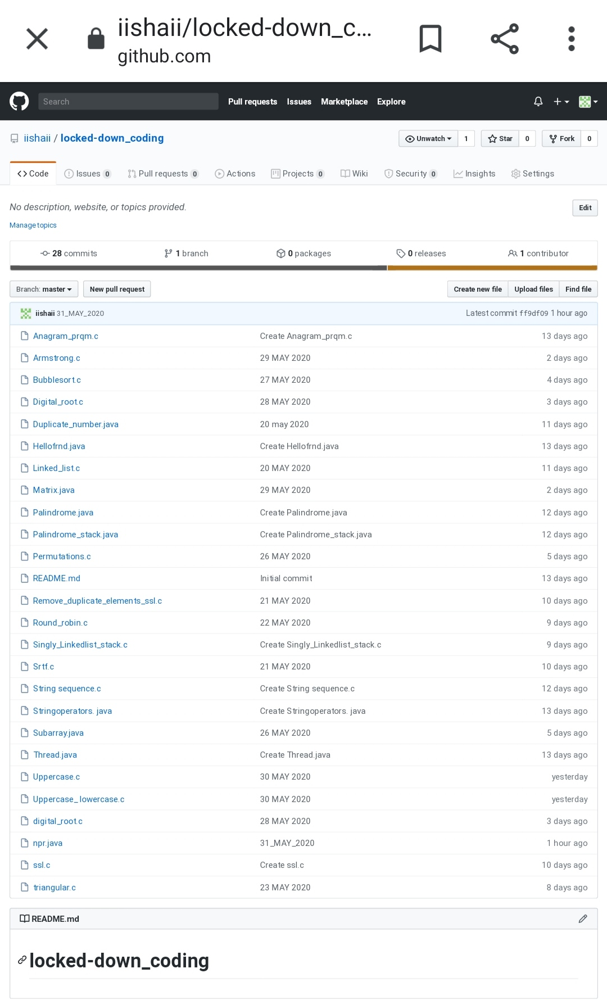 iishaii/locked-down_c...
github.com
Search Pull requests Issues Marketplace Explore
iishaii / locked-down_coding Unwatch 1 Star 0 Fork 0
Code Issues 0 Pull requests 0 Actions Projects 0 Wiki Security 0 Insights Settings
No description, website, or topics provided. Edit
Manage topics
28 commits 1 branch 0 packages 0 releases 1 contributor
Branch: master New pull request Create new file Upload files Find file
iishaii 31_MAY_2020 Latest commit ff9df09 1 hour ago
Anagram_prqm.c Create Anagram_prqm.c 13 days ago
Armstrong.c 29 MAY 2020 2 days ago
Bubblesort.c 27 MAY 2020 4 days ago
Digital_root.c 28 MAY 2020 3 days ago
Duplicate_number.java 20 may 2020 11 days ago
Hellofrnd.java Create Hellofrnd.java 13 days ago
Linked_list.c 20 MAY 2020 11 days ago
Matrix.java 29 MAY 2020 2 days ago
Palindrome.java Create Palindrome.java 12 days ago
Palindrome_stack.java Create Palindrome_stack.java 12 days ago
Permutations.c 26 MAY 2020 5 days ago
README.md Initial commit 13 days ago
Remove_duplicate_elements_ssl.c 21 MAY 2020 10 days ago
Round_robin.c 22 MAY 2020 9 days ago
Singly_Linkedlist_stack.c Create Singly_Linkedlist_stack.c 9 days ago
Srtf.c 21 MAY 2020 10 days ago
String sequence.c Create String sequence.c 12 days ago
Stringoperators. java Create Stringoperators. java 13 days ago
Subarray.java 26 MAY 2020 5 days ago
Thread.java Create Thread.java 13 days ago
Uppercase.c 30 MAY 2020 yesterday
Uppercase_ lowercase.c 30 MAY 2020 yesterday
digital_root.c 28 MAY 2020 3 days ago
npr.java 31_MAY_2020 1 hour ago
ssl.c Create ssl.c 10 days ago
triangular.c 23 MAY 2020 8 days ago
README.md
locked-down_coding